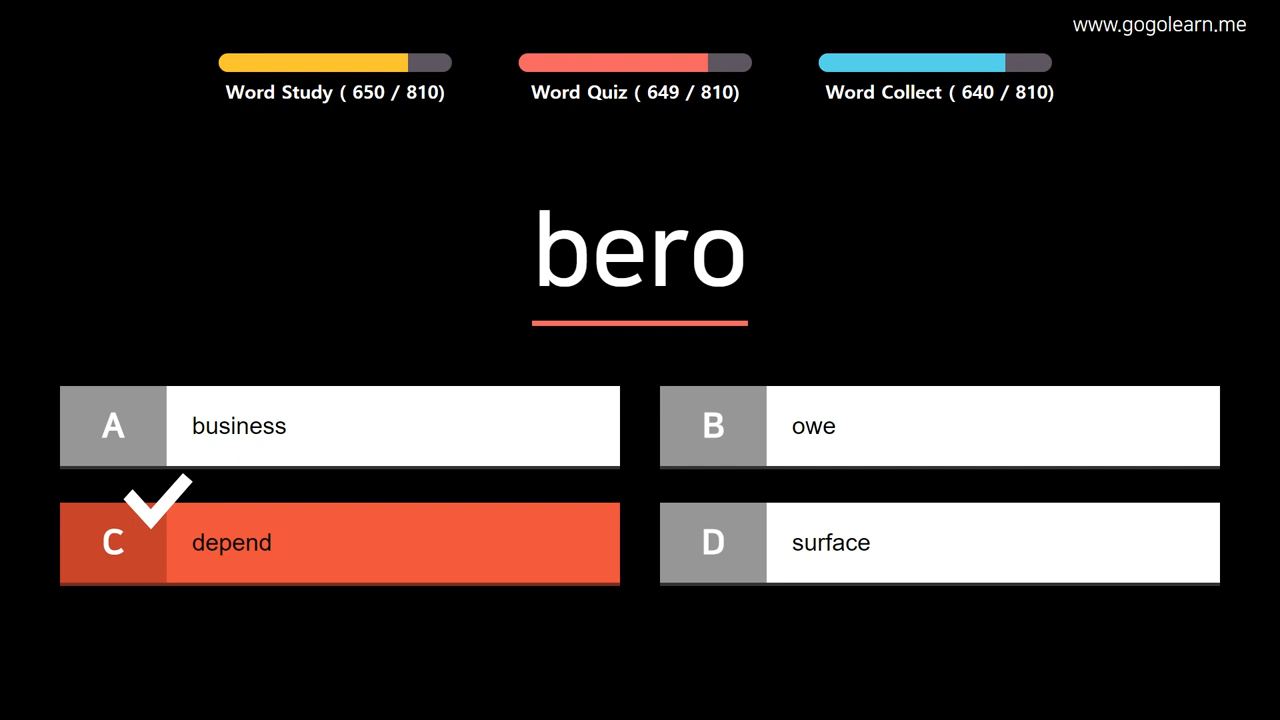 www.gogolearn.me
Word Study ( 650 / 810)
Word Quiz ( 649 / 810)
Word Collect ( 640 / 810)
bero
A business
B owe
C depend
D surface